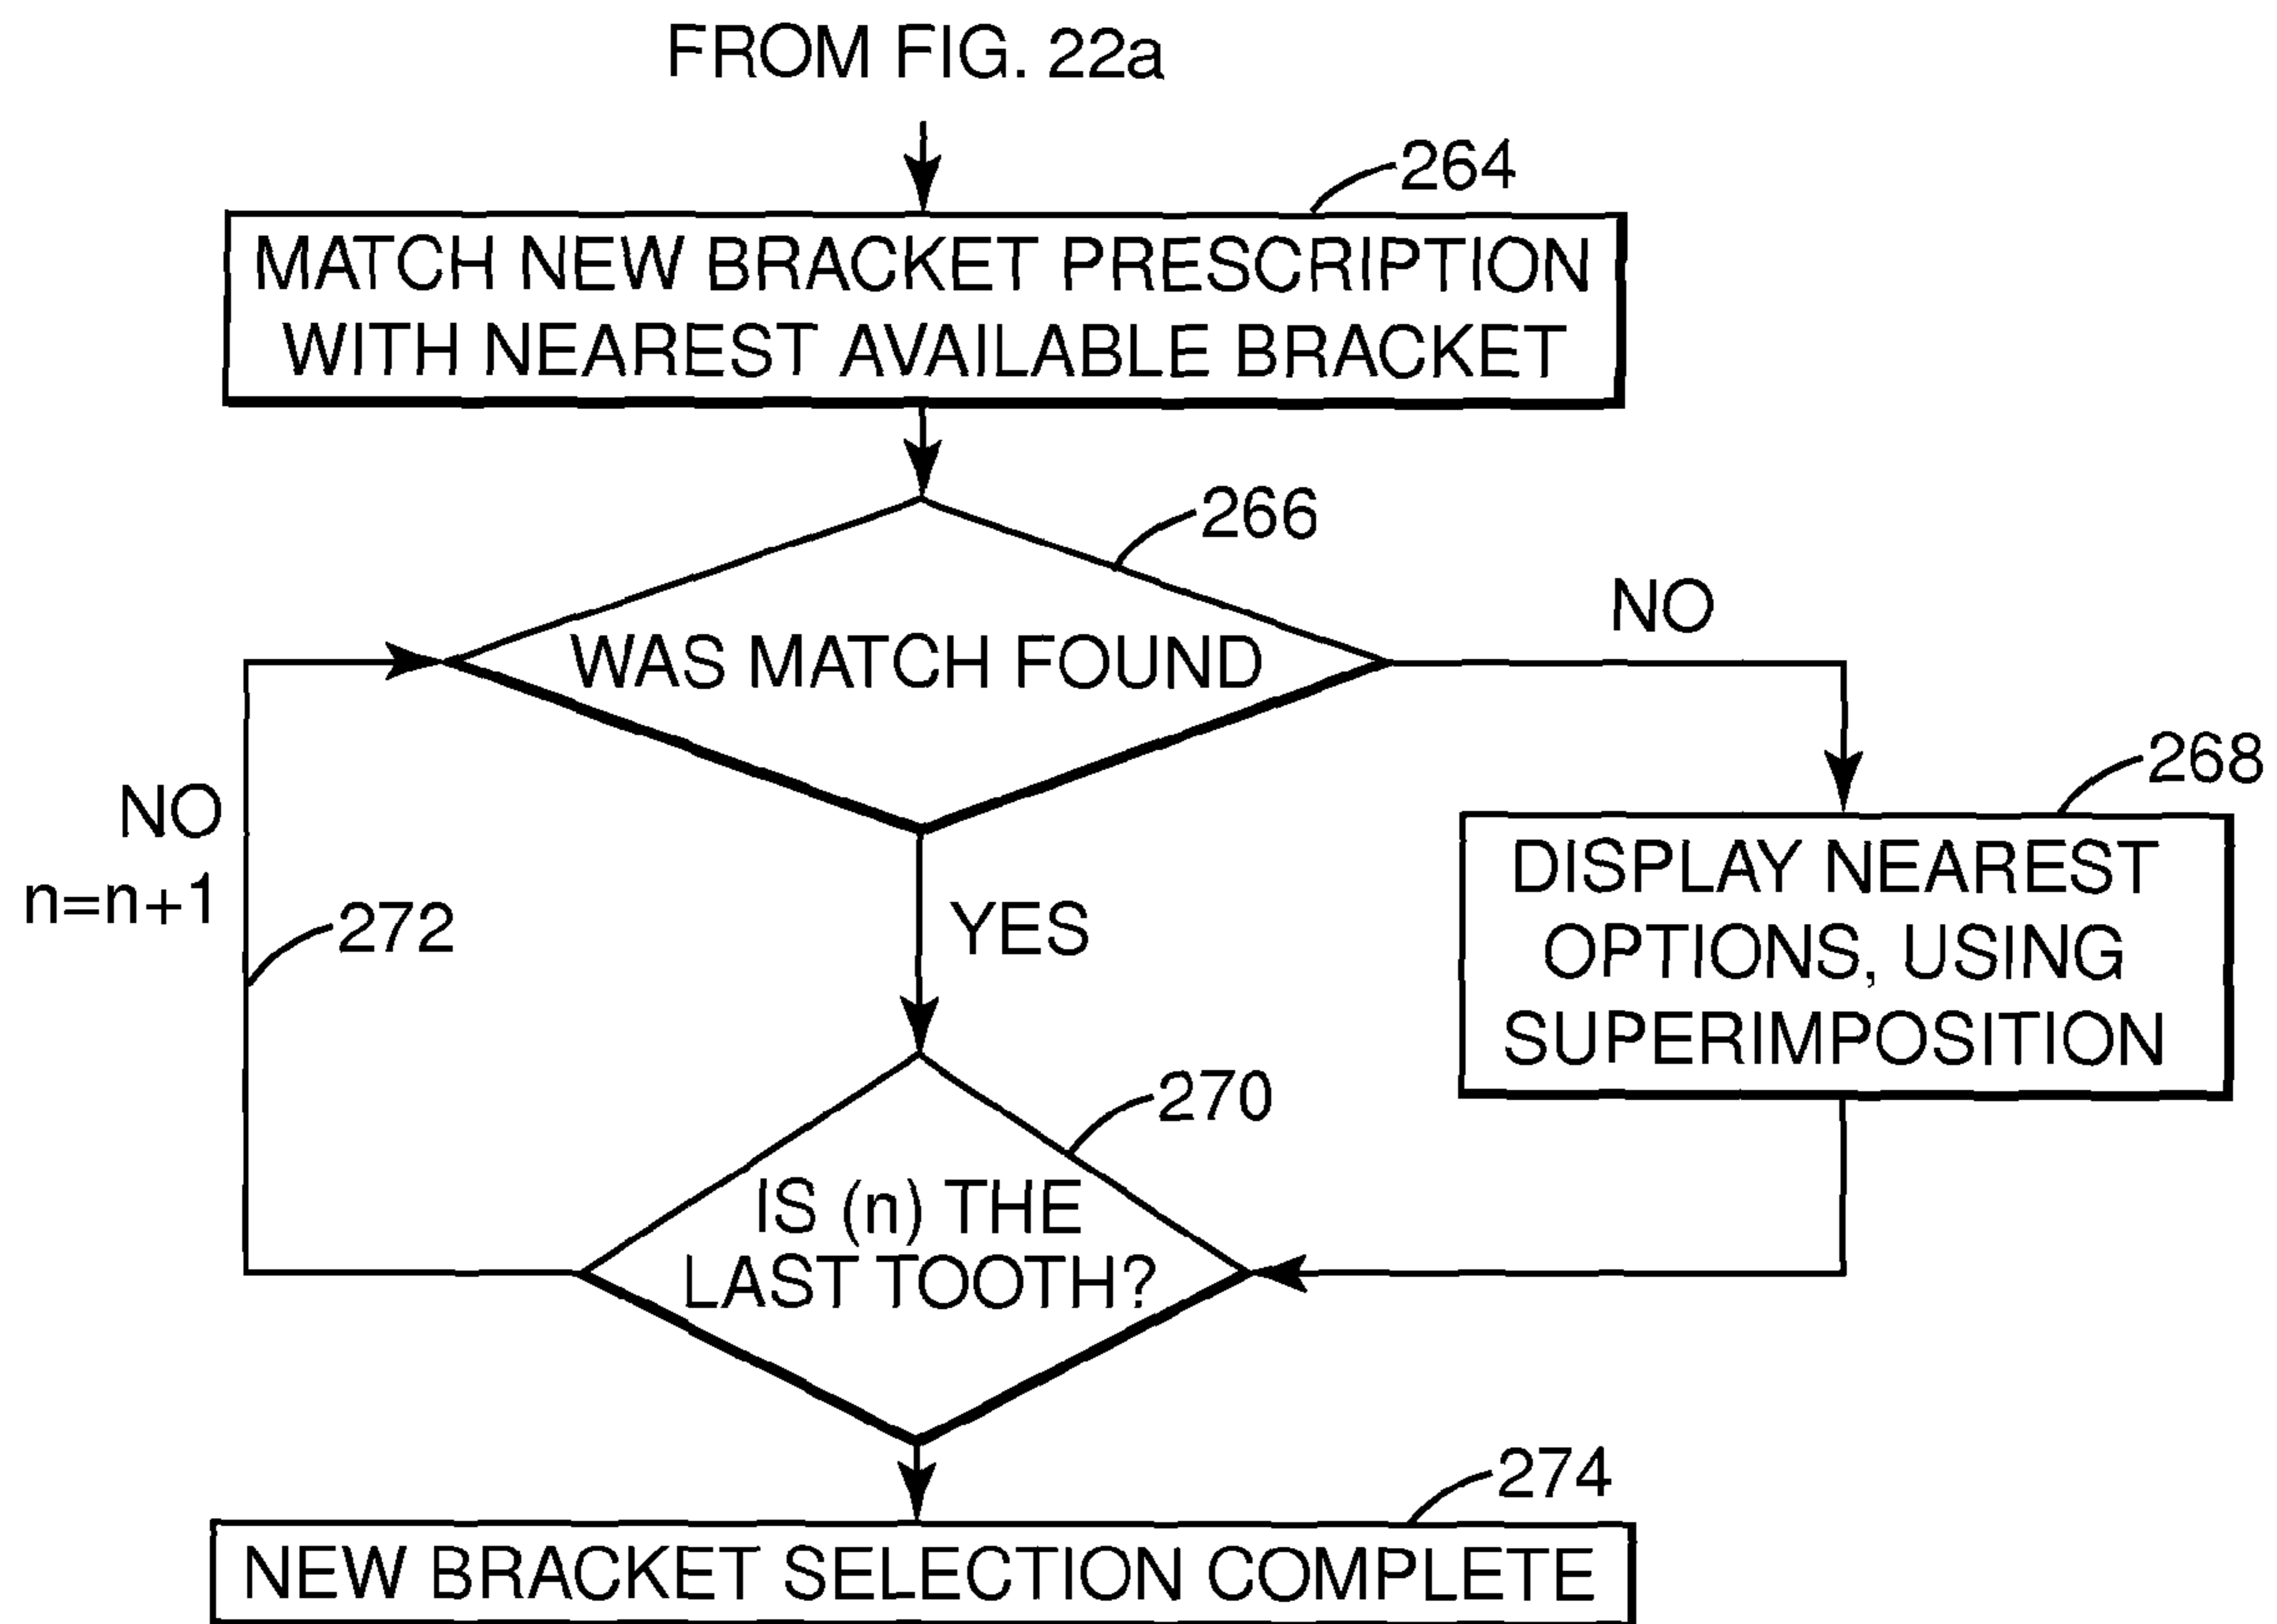 FROM FIG. 22a
264
MATCH NEW BRACKET PRESCRIPTION
WITH NEAREST AVAILABLE BRACKET
266
WAS MATCH FOUND
NO
268
DISPLAY NEAREST
OPTIONS, USING
SUPERIMPOSITION
NO
n=n+1
272
YES
270
IS (n) THE
LAST TOOTH?
274
NEW BRACKET SELECTION COMPLETE